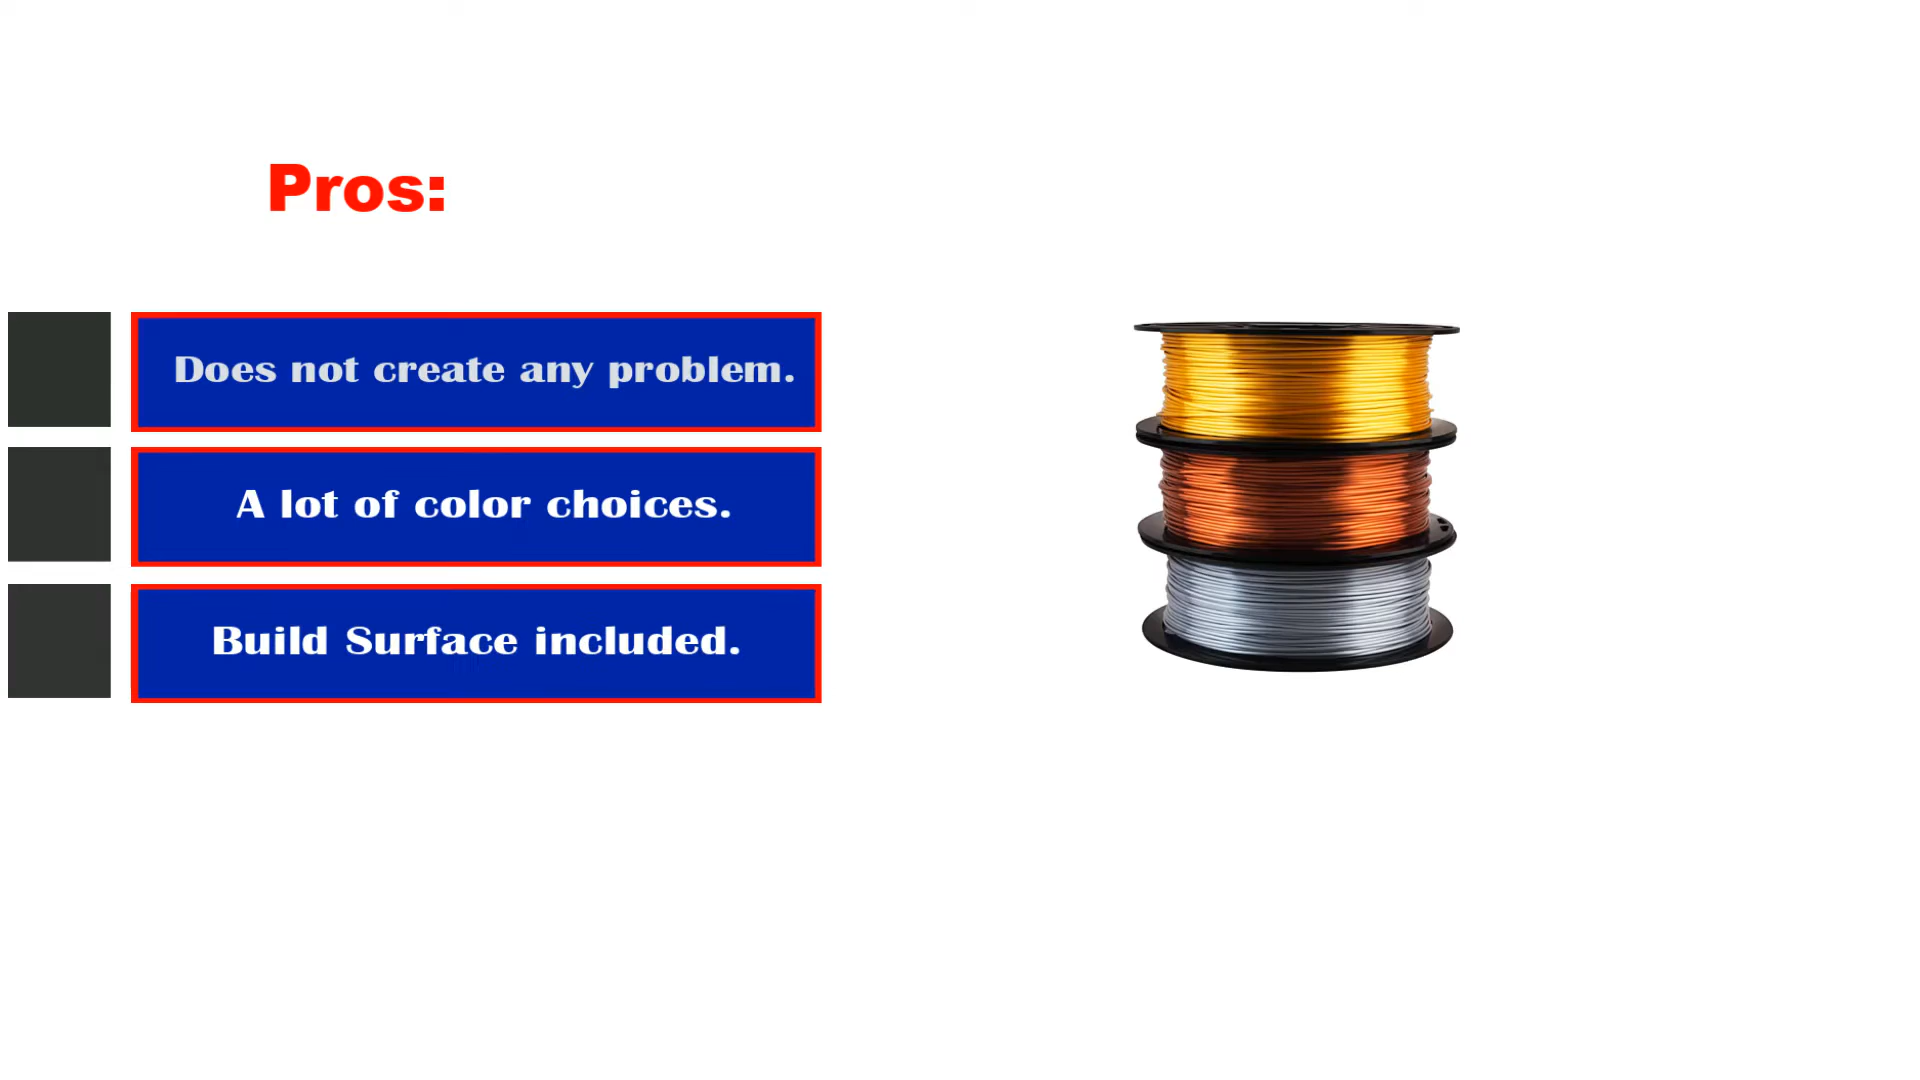 Pros:
Does not create any problem.
A lot of color choices.
Build Surface included.